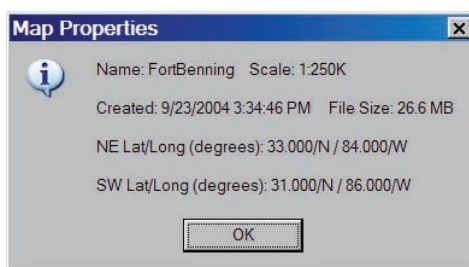 Map Properties
Name: FortBenning Scale: 1:250K
Created: 9/23/2004 3:34:46 PM File Size: 26.6 MB
NE Lat/Long (degrees): 33.000/N / 84.000/W
SW Lat/Long (degrees): 31.000/N / 86.000/W
OK